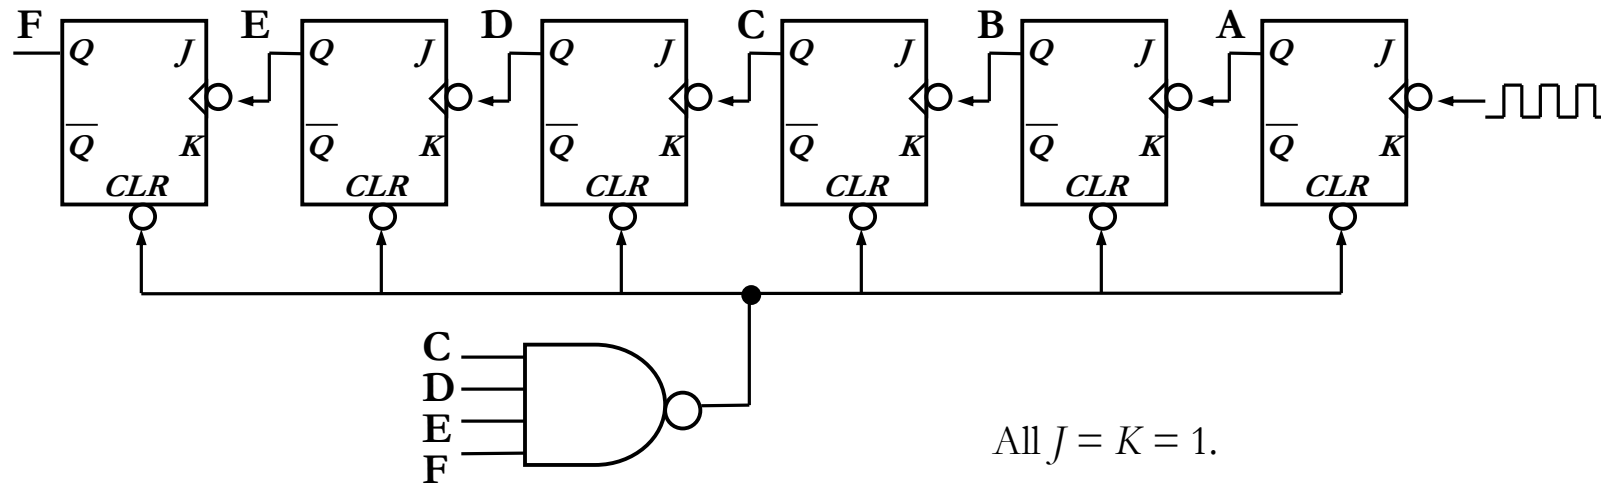 F E D C B A
Q J Q J Q J Q J Q J Q J
Q K Q K Q K Q K Q K Q K
CLR CLR CLR CLR CLR CLR
C
D
E
F
All J = K = 1.